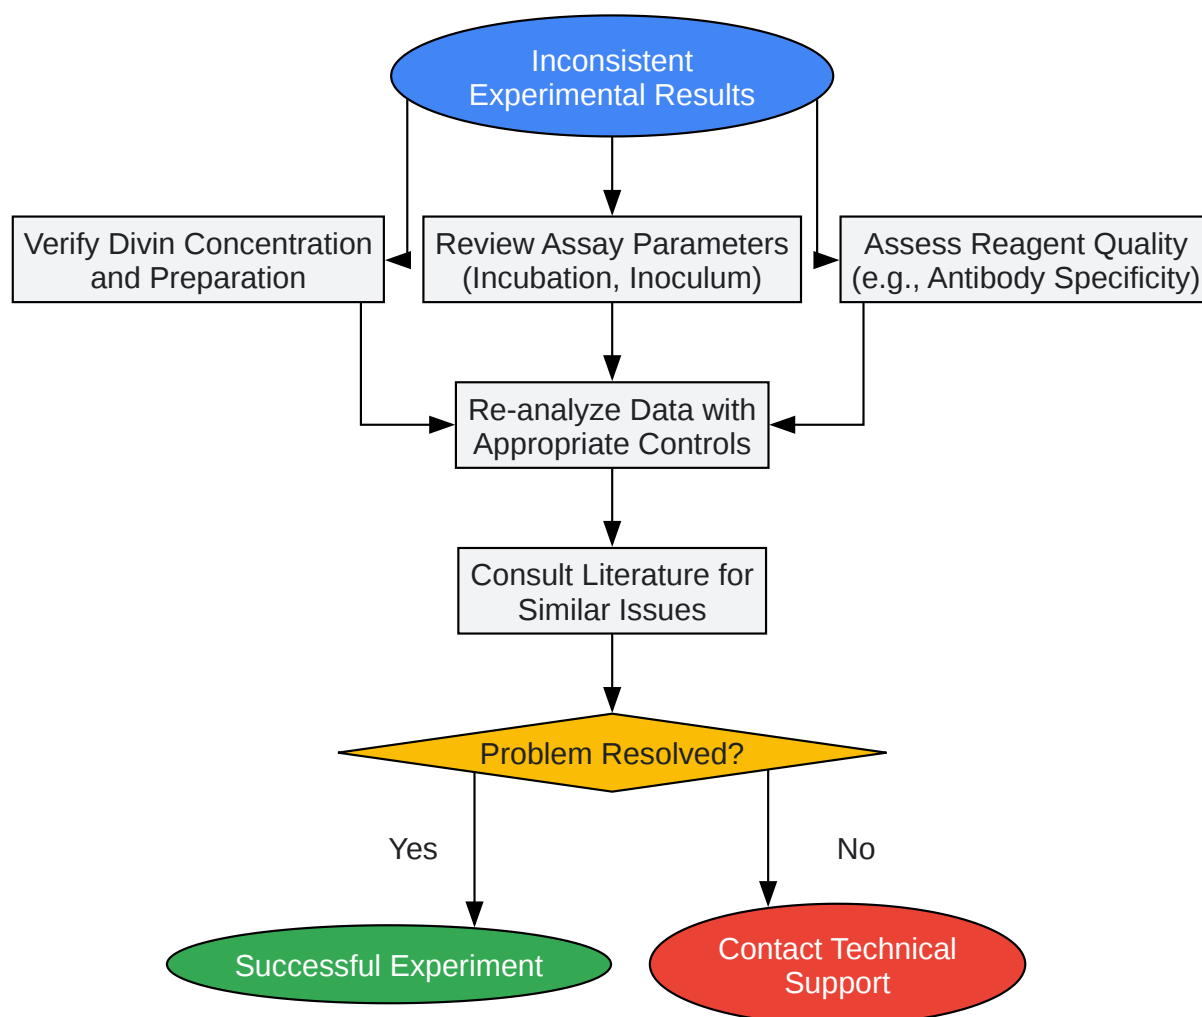 Inconsistent
Experimental Results
Verify Divin Concentration
and Preparation
Review Assay Parameters
(Incubation, Inoculum)
Assess Reagent Quality
(e.g., Antibody Specificity)
Re-analyze Data with
Appropriate Controls
Consult Literature for
Similar Issues
Problem Resolved?
Yes
No
Successful Experiment
Contact Technical
Support